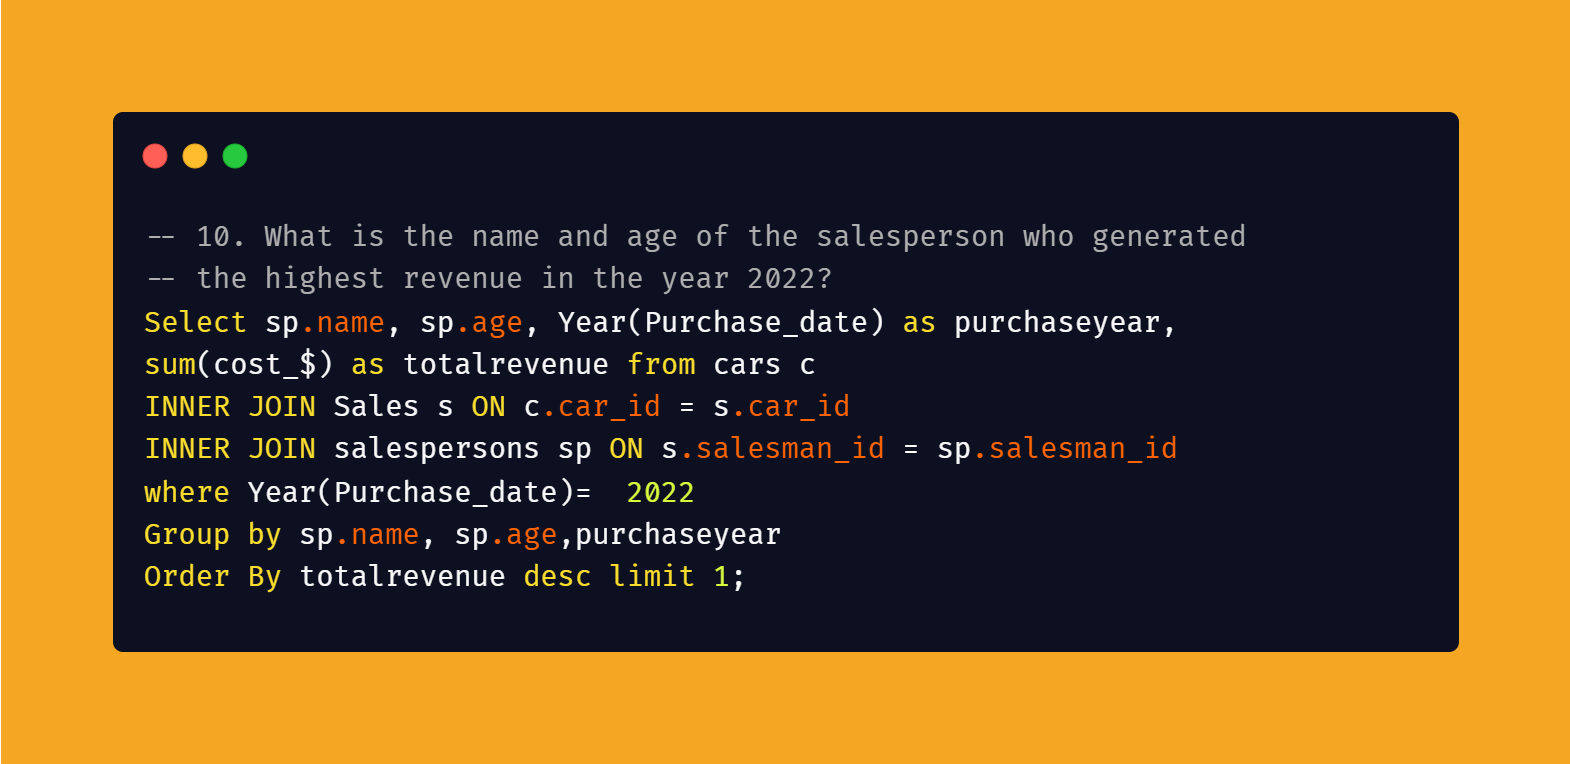 -- 10. What is the name and age of the salesperson who generated
-- the highest revenue in the year 2022?
Select sp.name, sp.age, Year(Purchase_date) as purchaseyear,
sum(cost_$) as totalrevenue from cars c
INNER JOIN Sales s ON c.car_id = s.car_id
INNER JOIN salespersons sp ON s.salesman_id = sp.salesman_id
where Year(Purchase_date)=  2022
Group by sp.name, sp.age,purchaseyear
Order By totalrevenue desc limit 1;